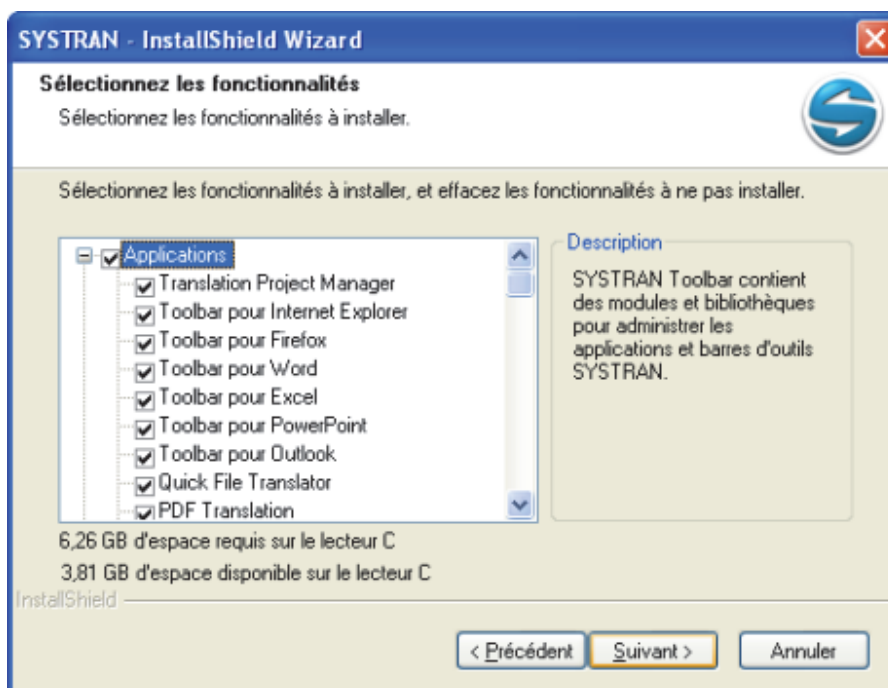 SYSTRAN - InstallShield Wizard
Sélectionnez les fonctionnalités
Sélectionnez les fonctionnalités à installer.
Sélectionnez les fonctionnalités à installer, et effacez les fonctionnalités à ne pas installer.
Applications
Translation Project Manager
Toolbar pour Internet Explorer
Toolbar pour Firefox
Toolbar pour Word
Toolbar pour Excel
Toolbar pour PowerPoint
Toolbar pour Outlook
Quick File Translator
PDF Translation
Description
SYSTRAN Toolbar contient
des modules et bibliothèques
pour administrer les
applications et barres d'outils
SYSTRAN.
6,26 GB d'espace requis sur le lecteur C
3,81 GB d'espace disponible sur le lecteur C
InstallShield
< Précédent
Suivant >
Annuler